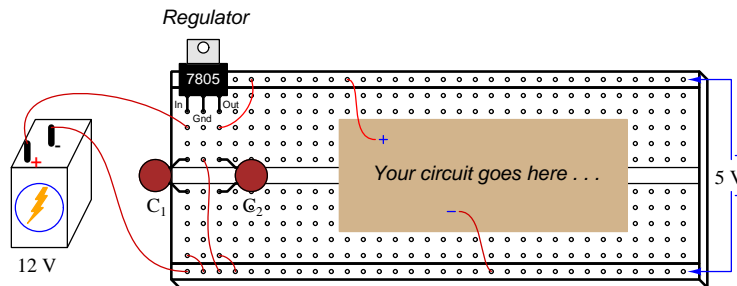 Regulator
7805
In
Out
Gnd
+
-
+
Your circuit goes here . . .
5 V
C1
C2
-
12 V